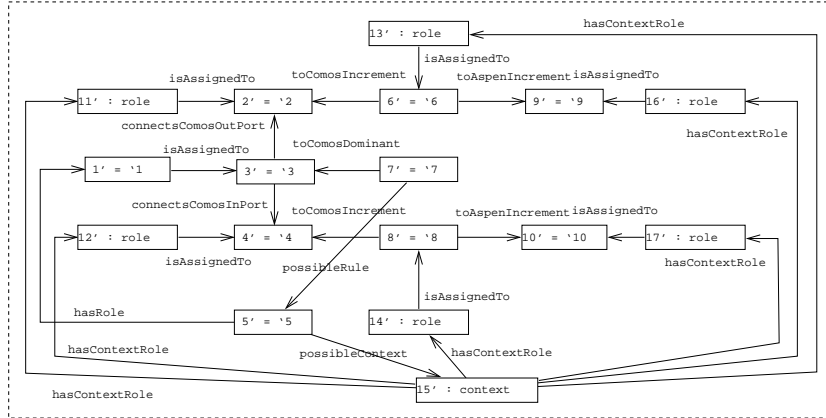 hasContextRole
13' : role
isAssignedTo
toComosIncrement
toAspenIncrement
isAssignedTo
isAssignedTo
11' : role
2' = '2
6' = '6
9' = '9
16' : role
connectsComosOutPort
hasContextRole
toComosDominant
isAssignedTo
1' = '1
3' = '3
7' = '7
connectsComosInPort
toComosIncrement
toAspenIncrement
isAssignedTo
12' : role
4' = '4
8' = '8
10' = '10
17' : role
isAssignedTo
possibleRule
hasContextRole
isAssignedTo
hasRole
5' = '5
14' : role
hasContextRole
possibleContext
hasContextRole
15' : context
hasContextRole